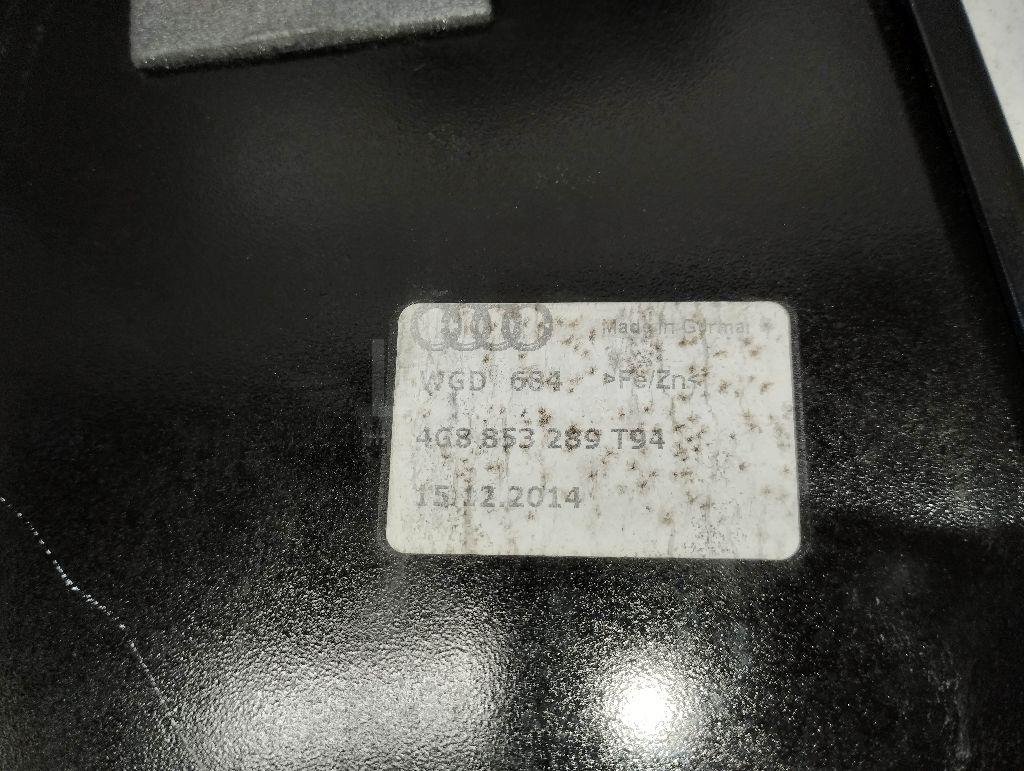 Made in Germa
WGD 684 >Fe/Zn<
4G8 853 289 T94
15.12.2014